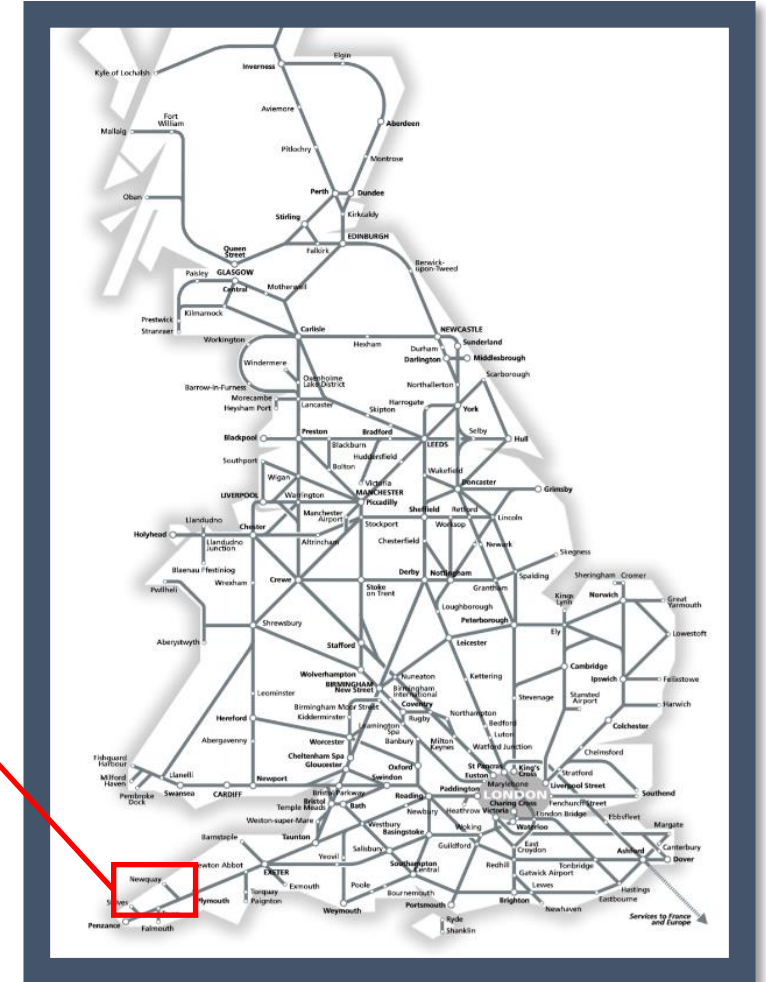 Elgin
Inverness
Kyle of Lochalsh
Aviemore
Fort
William
Mallaig
Aberdeen
Pitlochry
Montrose
Perth
Dundee
Oban
Stirling
Kirkcaldy
EDINBURGH
Queen
Street
Falkirk
Berwick-
upon-Tweed
Paisley
GLASGOW
Central
Motherwell
Prestwick
Kilmarnock
Stranraer
Carlisle
NEWCASTLE
Workington
Hexham
Durham
Sunderland
Darlington
Middlesbrough
Windermere
Scarborough
Oxenholme
Lake District
Northallerton
Barrow-in-Furness
Morecambe
Heysham Port
Lancaster
Harrogate
York
Skipton
Blackpool
Preston
Bradford
Selby
Hull
Blackburn
LEEDS
Southport
Huddersfield
Bolton
Wakefield
Wigan
Victoria
Doncaster
LIVERPOOL
Warrington
MANCHESTER
Piccadilly
Grimsby
Manchester
Airport
Sheffield
Retford
Lincoln
Llandudno
Stockport
Worksop
Holyhead
Chester
Llandudno
Junction
Altrincham
Chesterfield
Newark
Skegness
Blaenau Ffestiniog
Derby
Nottingham
Spalding
Sheringham
Cromer
Pwllheli
Wrexham
Crewe
Stoke
on Trent
Grantham
Kings
Lynn
Norwich
Great
Yarmouth
Loughborough
Shrewsbury
Peterborough
Ely
Lowestoft
Aberystwyth
Stafford
Leicester
Cambridge
Wolverhampton
Nuneaton
Kettering
Ipswich
Felixstowe
BIRMINGHAM
New Street
Birmingham
International
Leominster
Stevenage
Stansted
Airport
Harwich
Birmingham Moor Street
Coventry
Kidderminster
Rugby
Northampton
Hereford
Leamington
Spa
Bedford
Colchester
Abergavenny
Worcester
Banbury
Milton
Keynes
Luton
Watford Junction
Chelmsford
Fishguard
Harbour
Cheltenham Spa
Gloucester
Oxford
St Pancras
King's
Cross
Euston
Stratford
Milford
Haven
Llanelli
Newport
Swindon
Marylebone
Liverpool Street
Pembroke
Dock
Swansea
CARDIFF
Bristol Parkway
Reading
Paddington
LONDON
Southend
Bristol
Temple Meads
Bath
Newbury
Heathrow
Victoria
Charing Cross
Fenchurch Street
London Bridge
Ebbsfleet
Weston-super-Mare
Westbury
Basingstoke
Woking
Waterloo
Margate
Barnstaple
Taunton
Salisbury
Guildford
East
Croydon
Canterbury
Yeovil
Redhill
Tonbridge
Ashford
Dover
Newton Abbot
EXETER
Southampton
Central
Gatwick Airport
Newquay
Exmouth
Poole
Bournemouth
Lewes
Hastings
Eastbourne
Plymouth
Torquay
Paignton
Weymouth
Portsmouth
Brighton
Newhaven
Penzance
Falmouth
Ryde
Shanklin
Services to France
and Europe